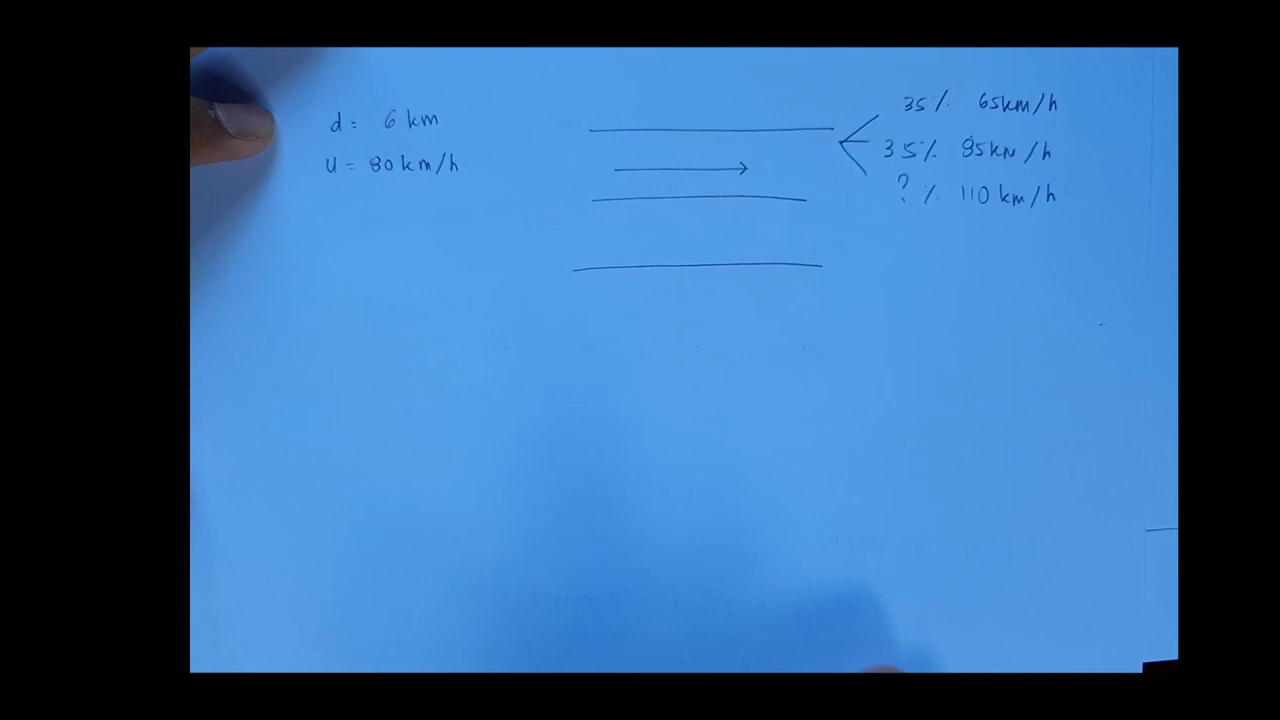 d = 6 km
u = 80 km/h
35 % 65km/h
35 % 85km/h
? % 110 km/h